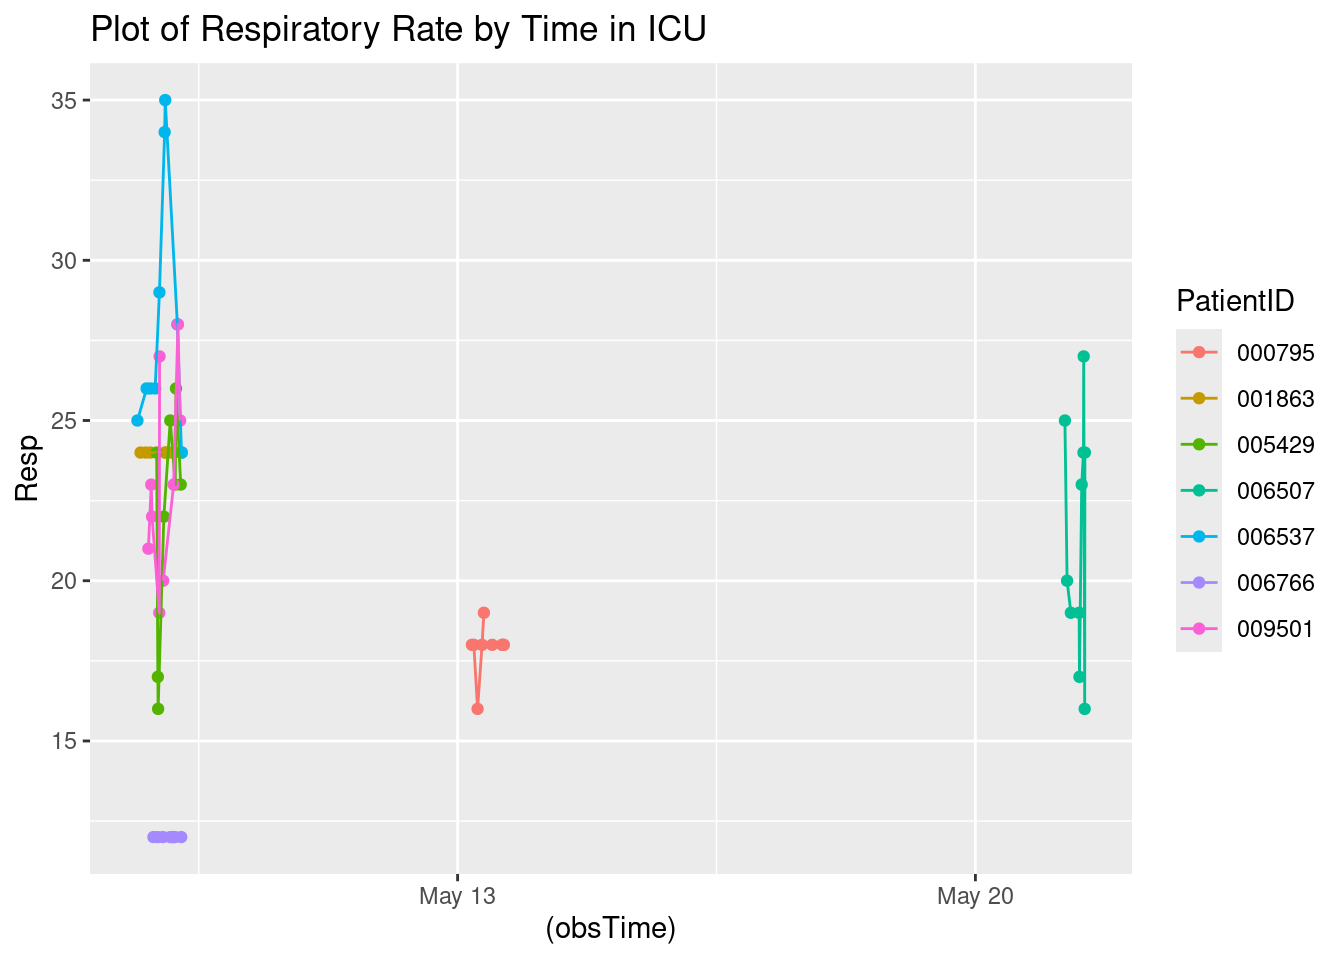 Plot of Respiratory Rate by Time in ICU
35
30
25
20
15
Resp
May 13
May 20
(obsTime)
PatientID
000795
001863
005429
006507
006537
006766
009501